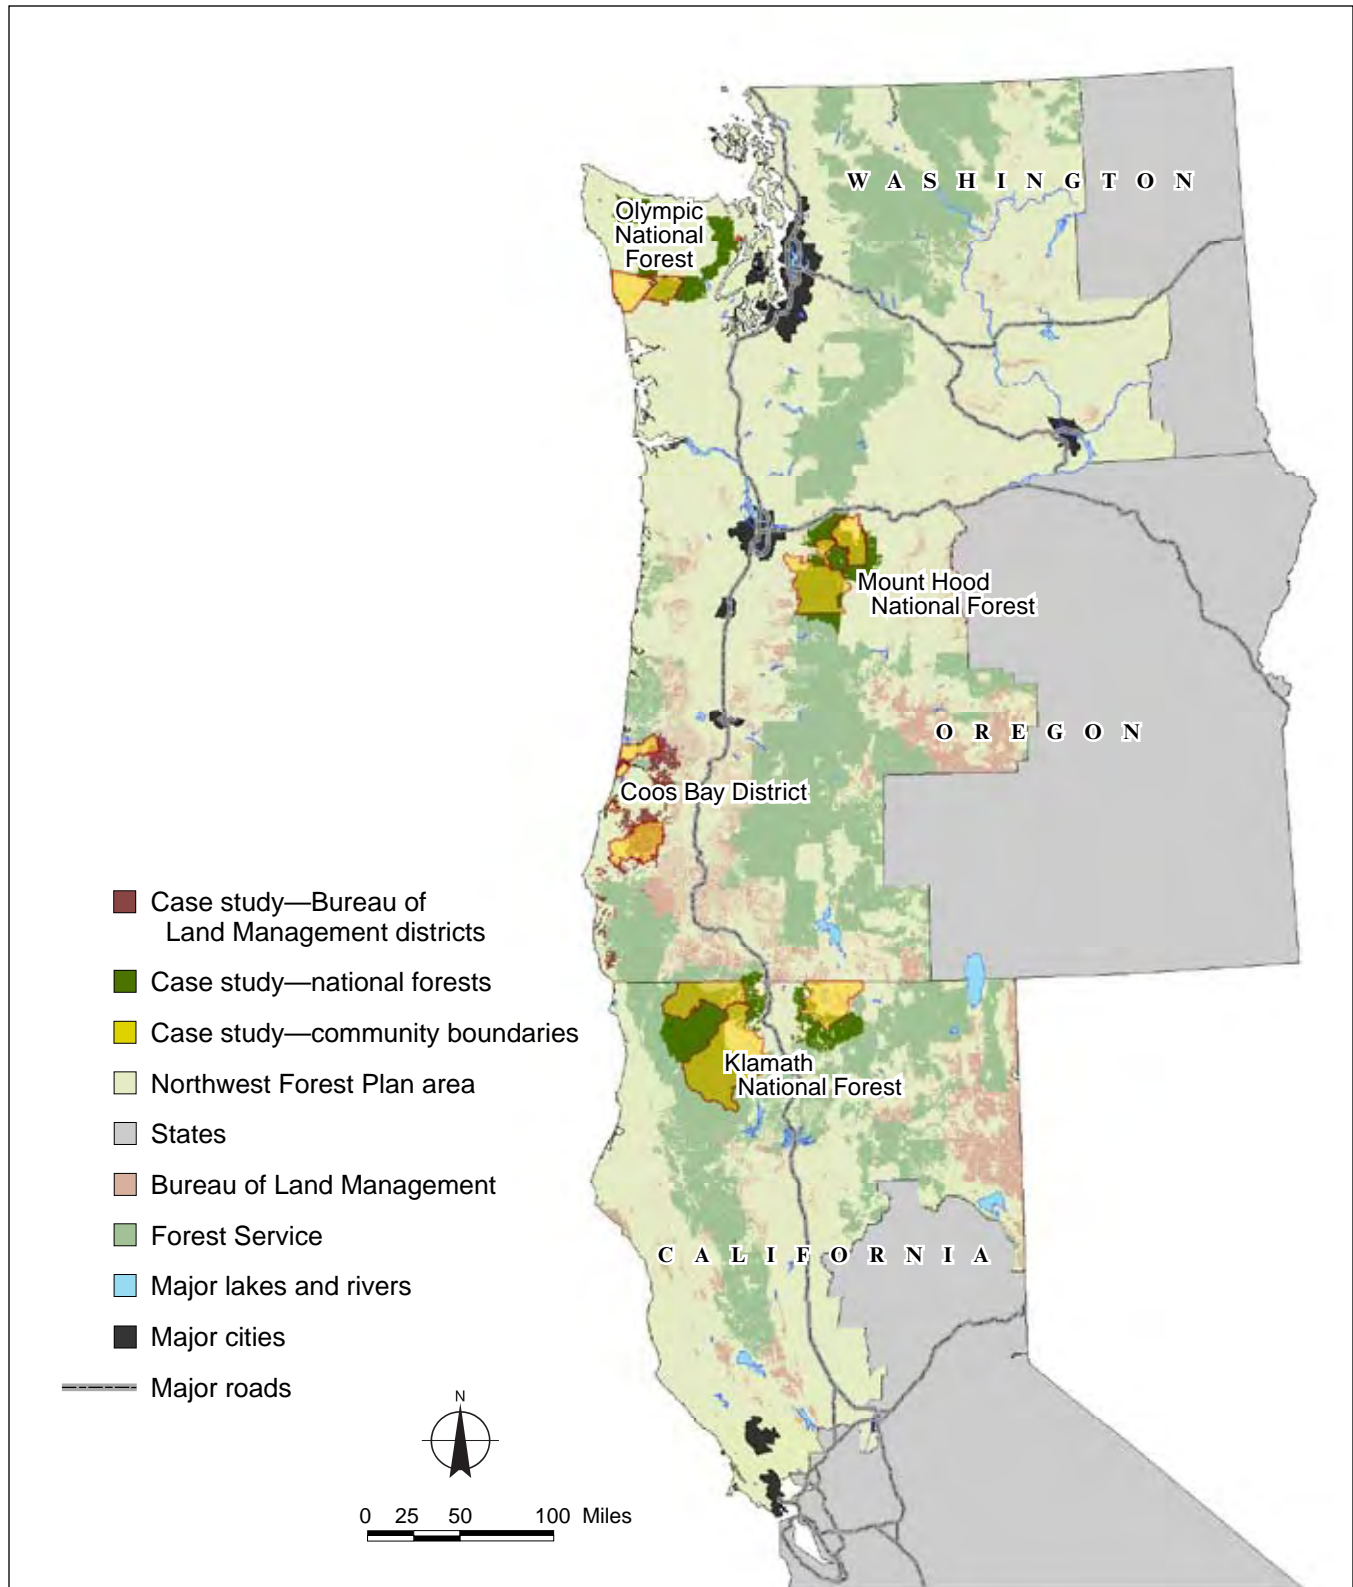 W A S H I N G T O N
Olympic
National
Forest
Mount Hood
National Forest
O R E G O N
Coos Bay District
Case study—Bureau of
Land Management districts
Case study—national forests
Case study—community boundaries
Northwest Forest Plan area
States
Bureau of Land Management
Forest Service
Major lakes and rivers
Major cities
Major roads
Klamath
National Forest
C A L I F O R N I A
N
0 25 50 100 Miles